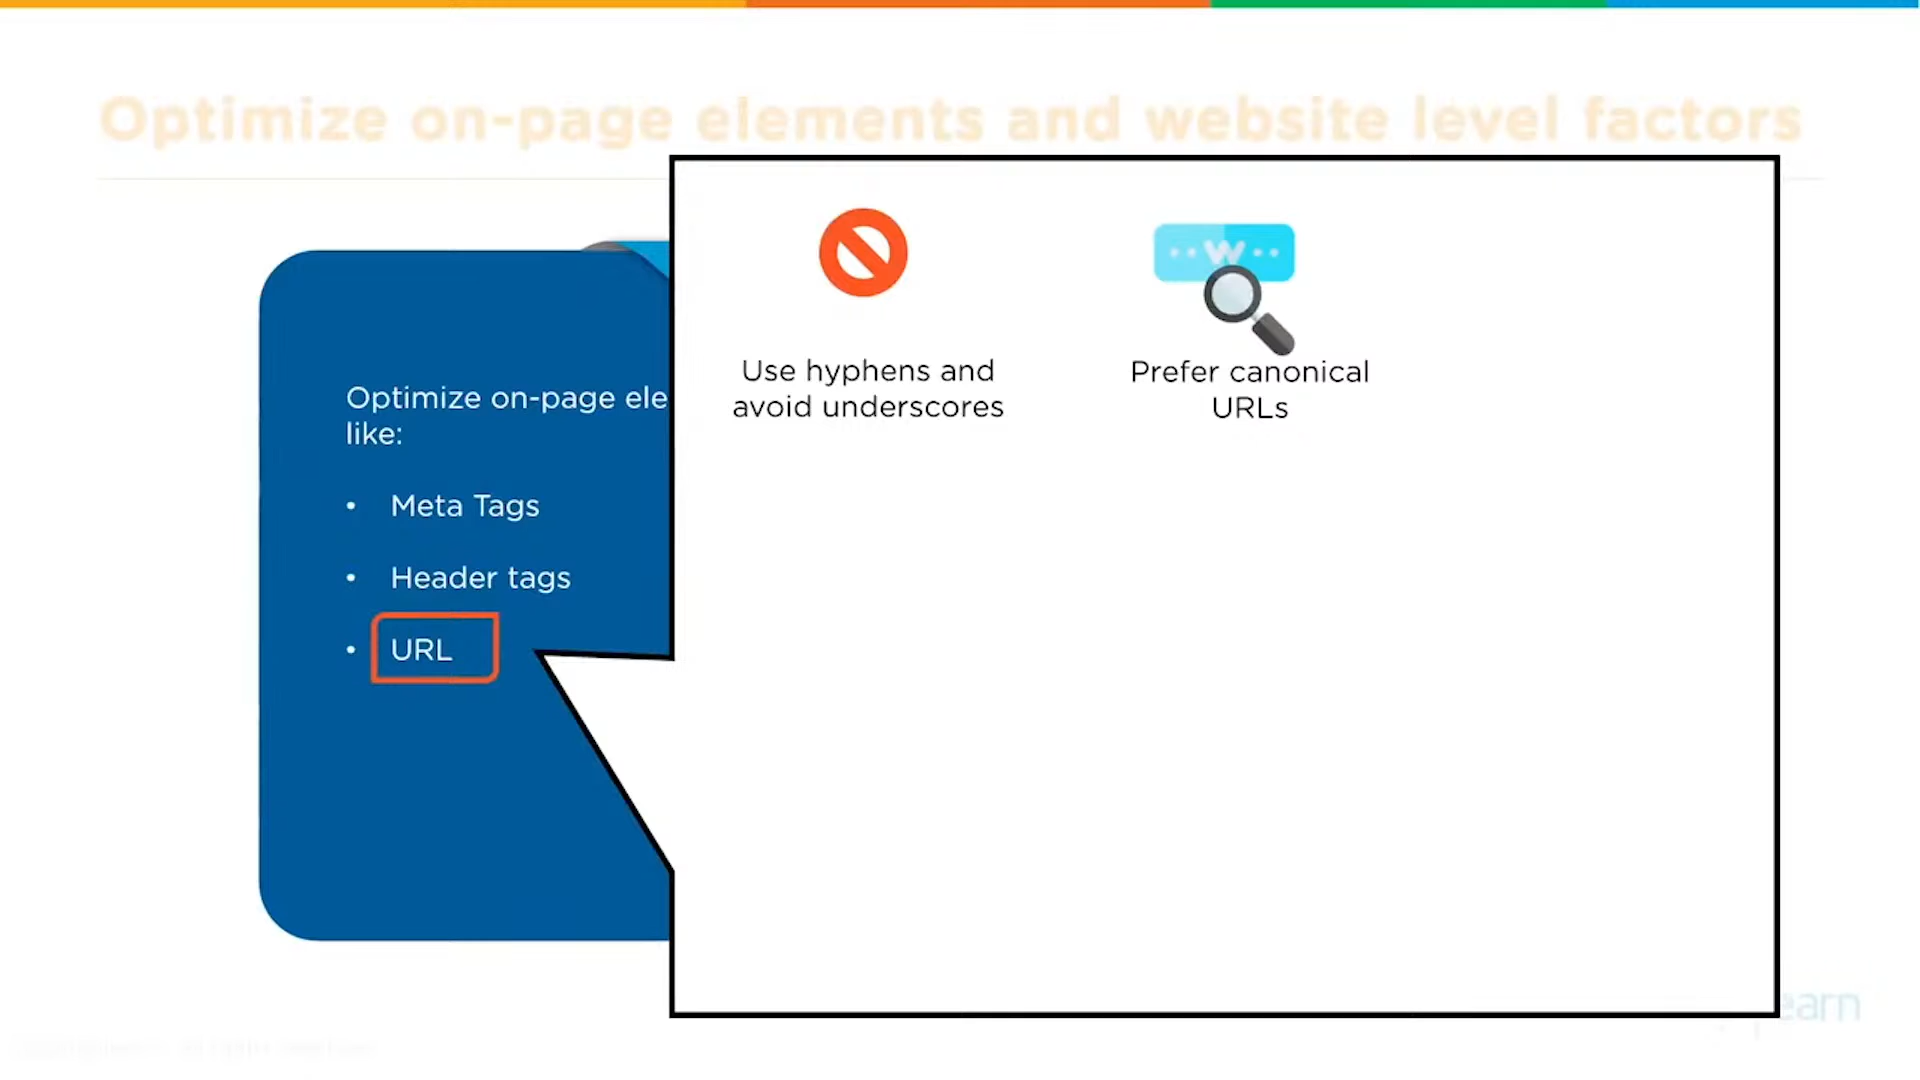 Optimize on-page elements and website level factors
Use hyphens and
avoid underscores
Prefer canonical
URLs
W
Optimize on-page ele
like:
• Meta Tags
• Header tags
• URL
earn